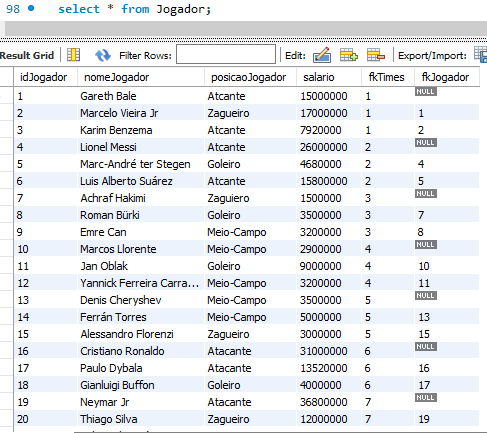 98 select * from Jogador;
Result Grid Filter Rows: Edit: Export/Import:
idJogador nomeJogador posicaoJogador salario fkTimes fkJogador
1 Gareth Bale Atcante 15000000 1 NULL
2 Marcelo Vieira Jr Zagueiro 17000000 1 1
3 Karim Benzema Atcante 7920000 1 2
4 Lionel Messi Atcante 26000000 2 NULL
5 Marc-André ter Stegen Goleiro 4680000 2 4
6 Luis Alberto Suárez Atcante 15800000 2 5
7 Achraf Hakimi Zaguiero 1500000 3 NULL
8 Roman Bürki Goleiro 3500000 3 7
9 Emre Can Meio-Campo 3200000 3 8
10 Marcos Llorente Meio-Campo 2900000 4 NULL
11 Jan Oblak Goleiro 9000000 4 10
12 Yannick Ferreira Carra... Meio-Campo 3200000 4 11
13 Denis Cheryshev Meio-Campo 3500000 5 NULL
14 Ferrán Torres Meio-Campo 5000000 5 13
15 Alessandro Florenzi Zagueiro 3000000 5 15
16 Cristiano Ronaldo Atacante 31000000 6 NULL
17 Paulo Dybala Atacante 13520000 6 16
18 Gianluigi Buffon Goleiro 4000000 6 17
19 Neymar Jr Atacante 36800000 7 NULL
20 Thiago Silva Zagueiro 12000000 7 19